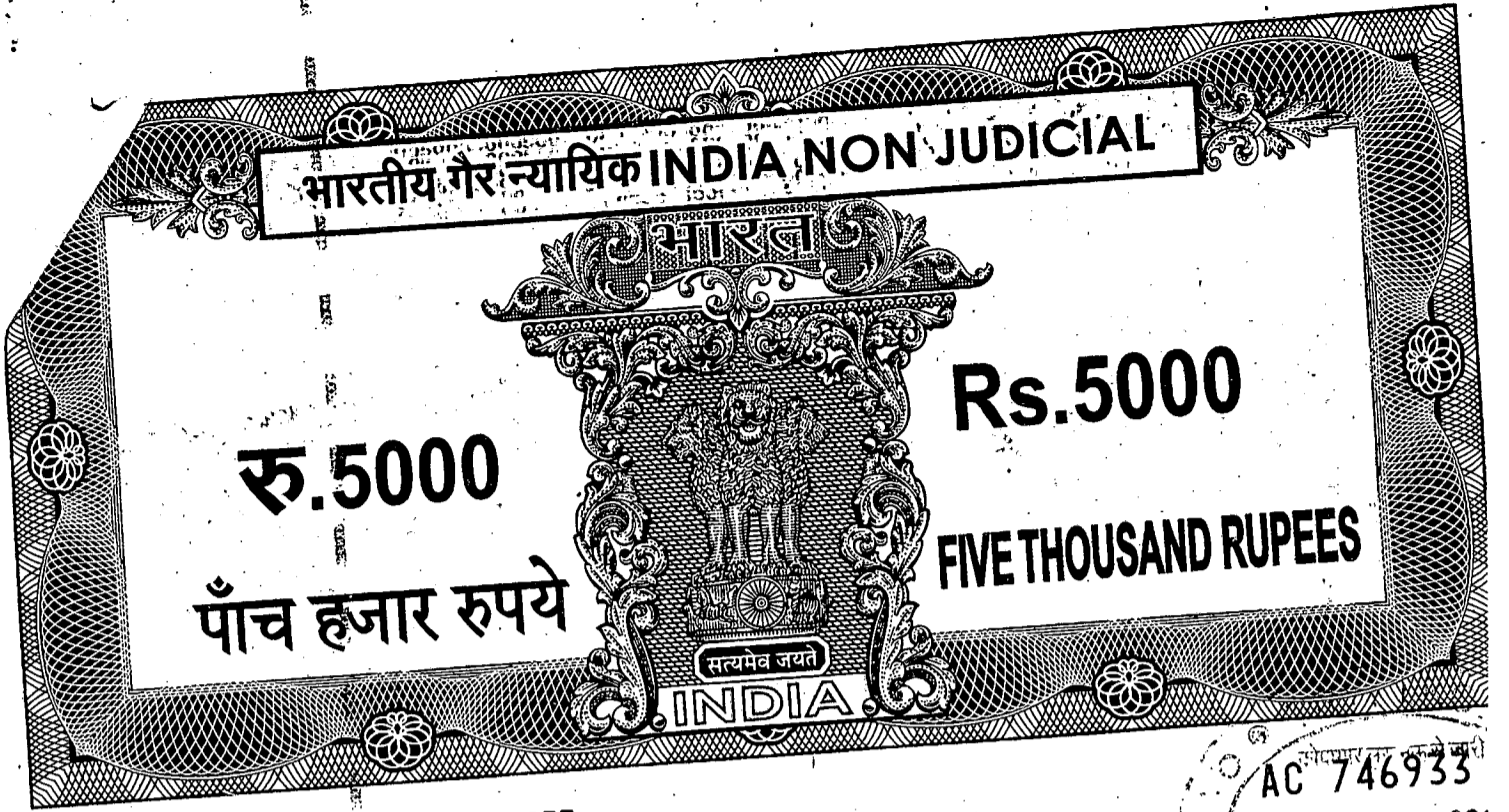 भारतीय गैर न्यायिक INDIA NON JUDICIAL
भारत
रु.5000
Rs.5000
पाँच हजार रुपये
FIVE THOUSAND RUPEES
सत्यमेव जयते
INDIA
AC 746933